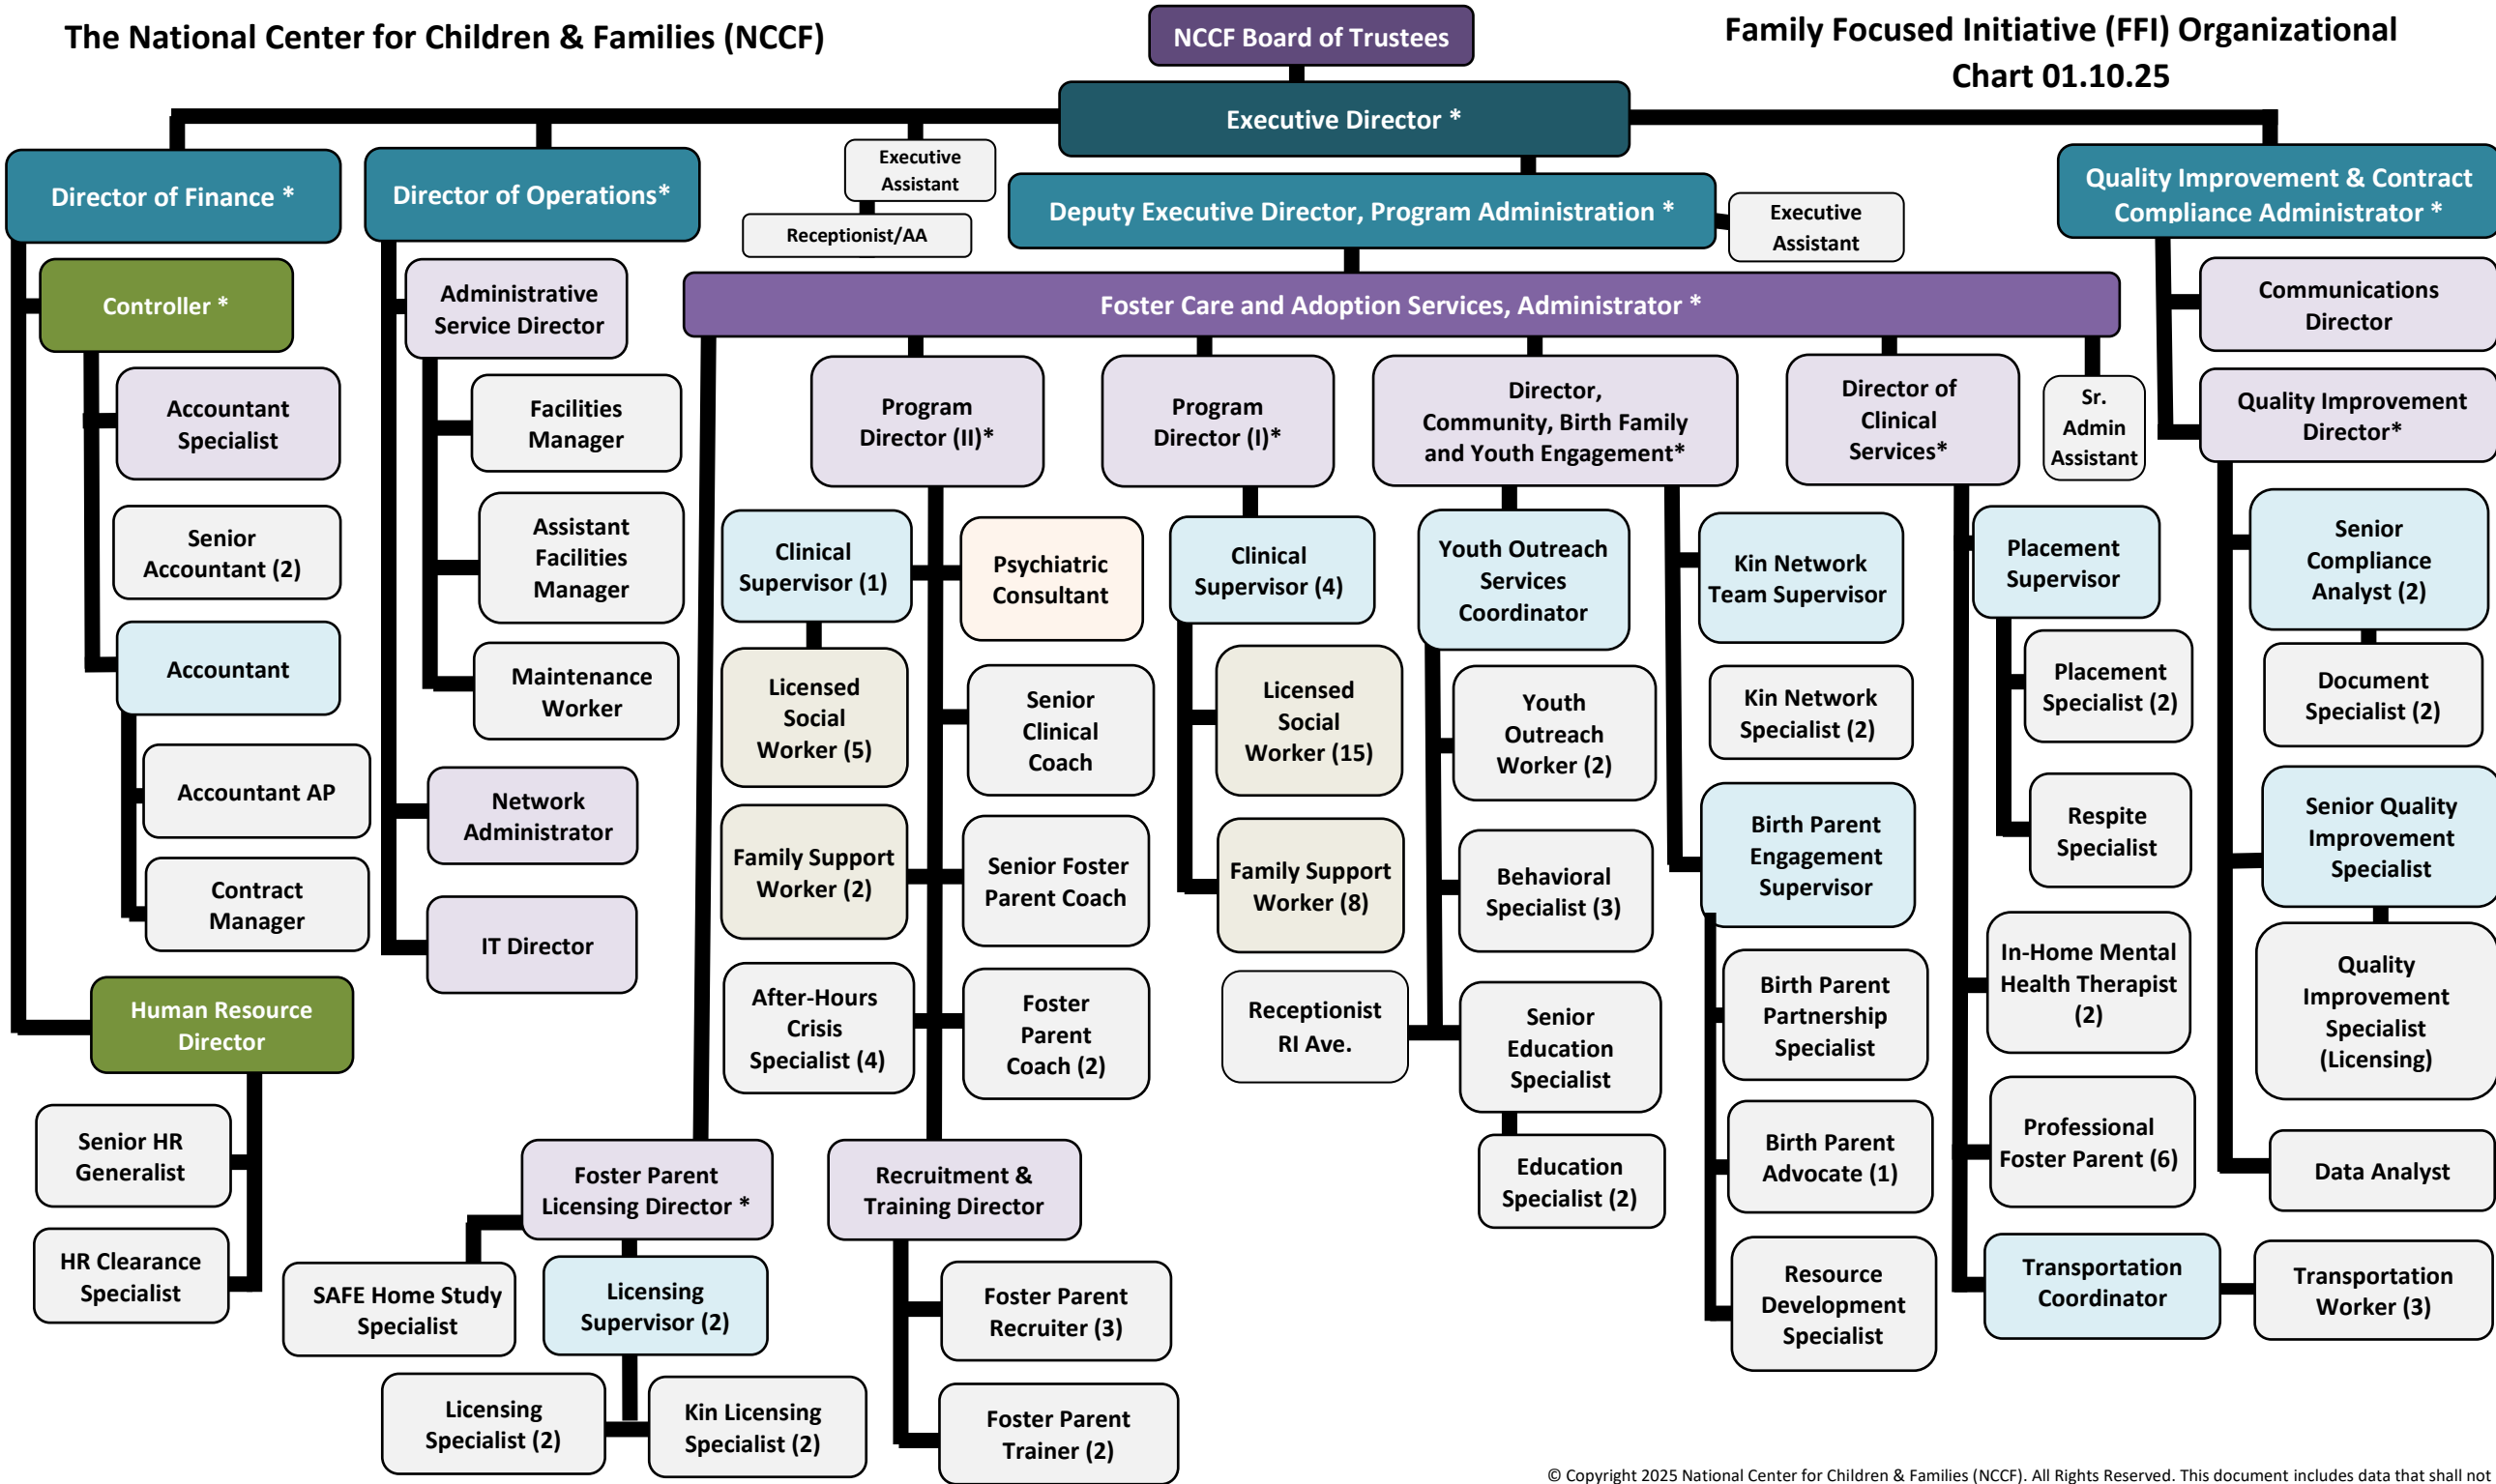 The National Center for Children & Families (NCCF)
Family Focused Initiative (FFI) Organizational
Chart 01.10.25
NCCF Board of Trustees
Executive Director *
Director of Finance *
Director of Operations*
Executive
Assistant
Receptionist/AA
Deputy Executive Director, Program Administration *
Executive
Assistant
Quality Improvement & Contract
Compliance Administrator *
Foster Care and Adoption Services, Administrator *
Controller *
Accountant
Specialist
Senior
Accountant (2)
Accountant
Accountant AP
Contract
Manager
Human Resource
Director
Senior HR
Generalist
HR Clearance
Specialist
Administrative
Service Director
Facilities
Manager
Assistant
Facilities
Manager
Maintenance
Worker
Network
Administrator
IT Director
Foster Parent
Licensing Director *
SAFE Home Study
Specialist
Licensing
Supervisor (2)
Licensing
Specialist (2)
Kin Licensing
Specialist (2)
Program
Director (II)*
Clinical
Supervisor (1)
Psychiatric
Consultant
Licensed
Social
Worker (5)
Senior
Clinical
Coach
Family Support
Worker (2)
Senior Foster
Parent Coach
After-Hours
Crisis
Specialist (4)
Foster
Parent
Coach (2)
Recruitment &
Training Director
Foster Parent
Recruiter (3)
Foster Parent
Trainer (2)
Program
Director (I)*
Clinical
Supervisor (4)
Licensed
Social
Worker (15)
Family Support
Worker (8)
Receptionist
RI Ave.
Director,
Community, Birth Family
and Youth Engagement*
Youth Outreach
Services
Coordinator
Youth
Outreach
Worker (2)
Behavioral
Specialist (3)
Senior
Education
Specialist
Education
Specialist (2)
Kin Network
Team Supervisor
Kin Network
Specialist (2)
Birth Parent
Engagement
Supervisor
Birth Parent
Partnership
Specialist
Birth Parent
Advocate (1)
Resource
Development
Specialist
Director of
Clinical
Services*
Placement
Supervisor
Placement
Specialist (2)
Respite
Specialist
In-Home Mental
Health Therapist
(2)
Professional
Foster Parent (6)
Transportation
Coordinator
Transportation
Worker (3)
Sr.
Admin
Assistant
Communications
Director
Quality Improvement
Director*
Senior
Compliance
Analyst (2)
Document
Specialist (2)
Senior Quality
Improvement
Specialist
Quality
Improvement
Specialist
(Licensing)
Data Analyst
© Copyright 2025 National Center for Children & Families (NCCF). All Rights Reserved. This document includes data that shall not